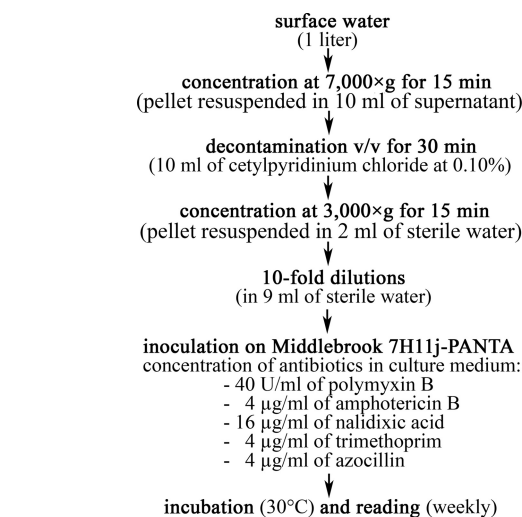 surface water
(1 liter)
concentration at 7,000×g for 15 min
(pellet resuspended in 10 ml of supernatant)
decontamination v/v for 30 min
(10 ml of cetylpyridinium chloride at 0.10%)
concentration at 3,000×g for 15 min
(pellet resuspended in 2 ml of sterile water)
10-fold dilutions
(in 9 ml of sterile water)
inoculation on Middlebrook 7H11j-PANTA
concentration of antibiotics in culture medium:
- 40 U/ml of polymyxin B
- 4 µg/ml of amphotericin B
- 16 µg/ml of nalidixic acid
- 4 µg/ml of trimethoprim
- 4 µg/ml of azocillin
incubation (30°C) and reading (weekly)